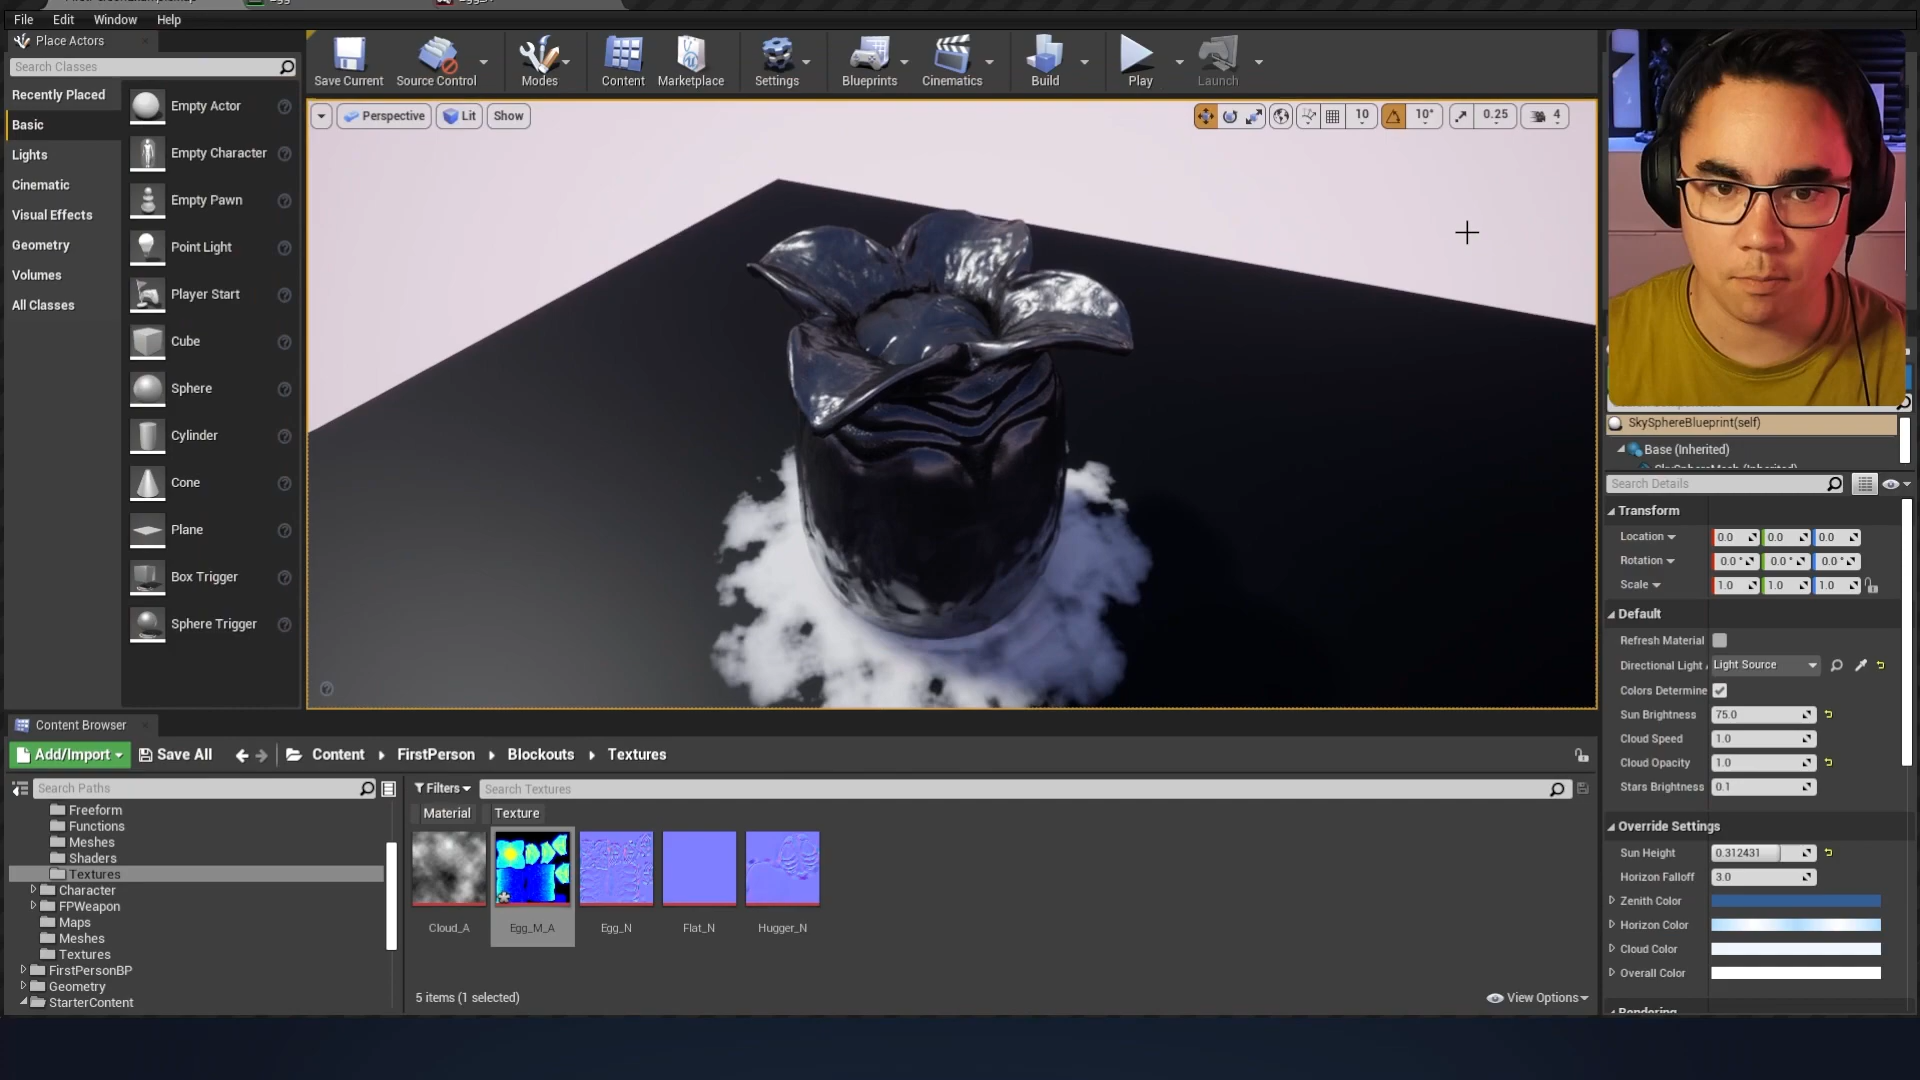 File Edit Window Help
Place Actors
Search Classes
Recently Placed
Basic
Lights
Cinematic
Visual Effects
Geometry
Volumes
All Classes
Empty Actor
Empty Character
Empty Pawn
Point Light
Player Start
Cube
Sphere
Cylinder
Cone
Plane
Box Trigger
Sphere Trigger
Save Current
Source Control
Modes
Content
Marketplace
Settings
Blueprints
Cinematics
Build
Play
Launch
Perspective Lit Show
10 10° 0.25 4
SkySphereBlueprint(self)
Base (Inherited)
Search Details
Transform
Location 0.0 0.0 0.0
Rotation 0.0 ° 0.0 ° 0.0 °
Scale 1.0 1.0 1.0
Default
Refresh Material
Directional Light Light Source
Colors Determine
Sun Brightness 75.0
Cloud Speed 1.0
Cloud Opacity 1.0
Stars Brightness 0.1
Override Settings
Sun Height 0.312431
Horizon Falloff 3.0
Zenith Color
Horizon Color
Cloud Color
Overall Color
Content Browser
Add/Import Save All Content FirstPerson Blockouts Textures
Search Paths
Freeform
Functions
Meshes
Shaders
Textures
Character
FPWeapon
Maps
Meshes
Textures
FirstPersonBP
Geometry
StarterContent
Filters Search Textures
Material Texture
Cloud_A Egg_M_A Egg_N Flat_N Hugger_N
5 items (1 selected) View Options